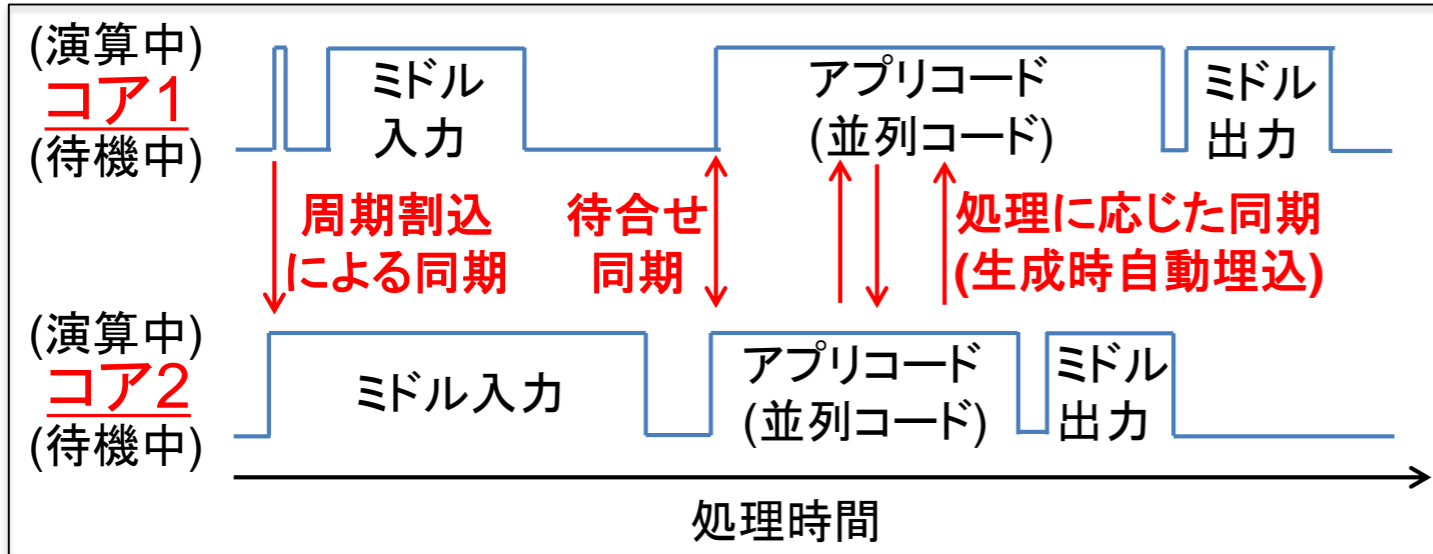 (演算中)
コア1
(待機中)
ミドル
入力
アプリコード
(並列コード)
ミドル
出力
周期割込
による同期
待合せ
同期
処理に応じた同期
(生成時自動埋込)
(演算中)
コア2
(待機中)
ミドル入力
アプリコード
(並列コード)
ミドル
出力
処理時間